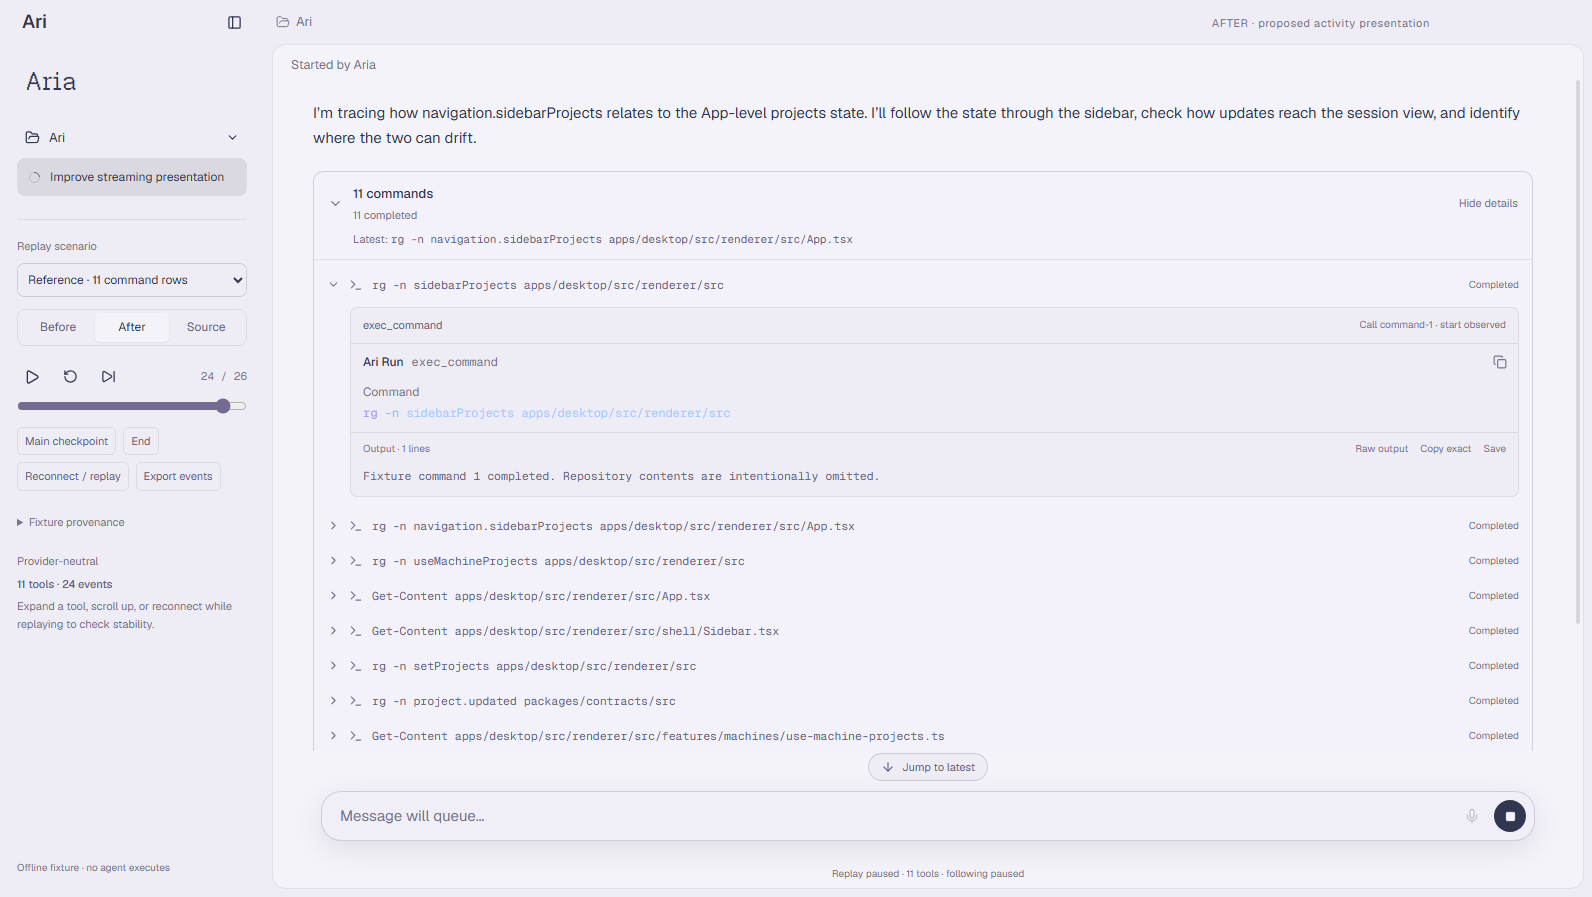 Ari
Aria
Ari
Improve streaming presentation
Replay scenario
Reference · 11 command rows
Before
After
Source
24 / 26
Main checkpoint
End
Reconnect / replay
Export events
Fixture provenance
Provider-neutral
11 tools · 24 events
Expand a tool, scroll up, or reconnect while
replaying to check stability.
Offline fixture · no agent executes
Ari
AFTER · proposed activity presentation
Started by Aria
I'm tracing how navigation.sidebarProjects relates to the App-level projects state. I'll follow the state through the sidebar, check how updates reach the session view, and identify
where the two can drift.
11 commands
11 completed
Hide details
Latest: rg -n navigation.sidebarProjects apps/desktop/src/renderer/src/App.tsx
rg -n sidebarProjects apps/desktop/src/renderer/src
Completed
exec_command
Call command-1 · start observed
Ari Run exec_command
Command
rg -n sidebarProjects apps/desktop/src/renderer/src
Output · 1 lines
Raw output
Copy exact
Save
Fixture command 1 completed. Repository contents are intentionally omitted.
rg -n navigation.sidebarProjects apps/desktop/src/renderer/src/App.tsx
Completed
rg -n useMachineProjects apps/desktop/src/renderer/src
Completed
Get-Content apps/desktop/src/renderer/src/App.tsx
Completed
Get-Content apps/desktop/src/renderer/src/shell/Sidebar.tsx
Completed
rg -n setProjects apps/desktop/src/renderer/src
Completed
rg -n project.updated packages/contracts/src
Completed
Get-Content apps/desktop/src/renderer/src/features/machines/use-machine-projects.ts
Completed
Jump to latest
Message will queue...
Replay paused · 11 tools · following paused